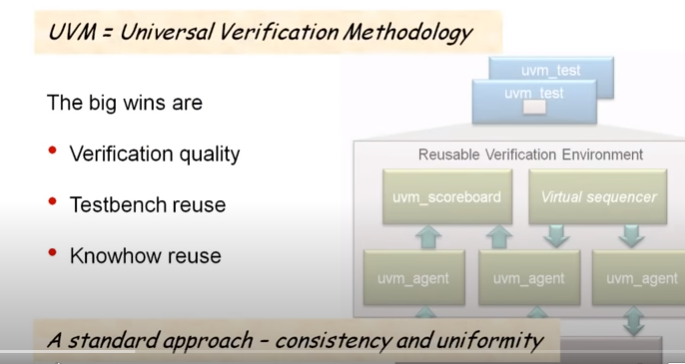 UVM = Universal Verification Methodology
The big wins are
• Verification quality
• Testbench reuse
• Knowhow reuse
uvm_test
uvm_test
Reusable Verification Environment
uvm_scoreboard
Virtual sequencer
uvm_agent
uvm_agent
uvm_agent
A standard approach – consistency and uniformity